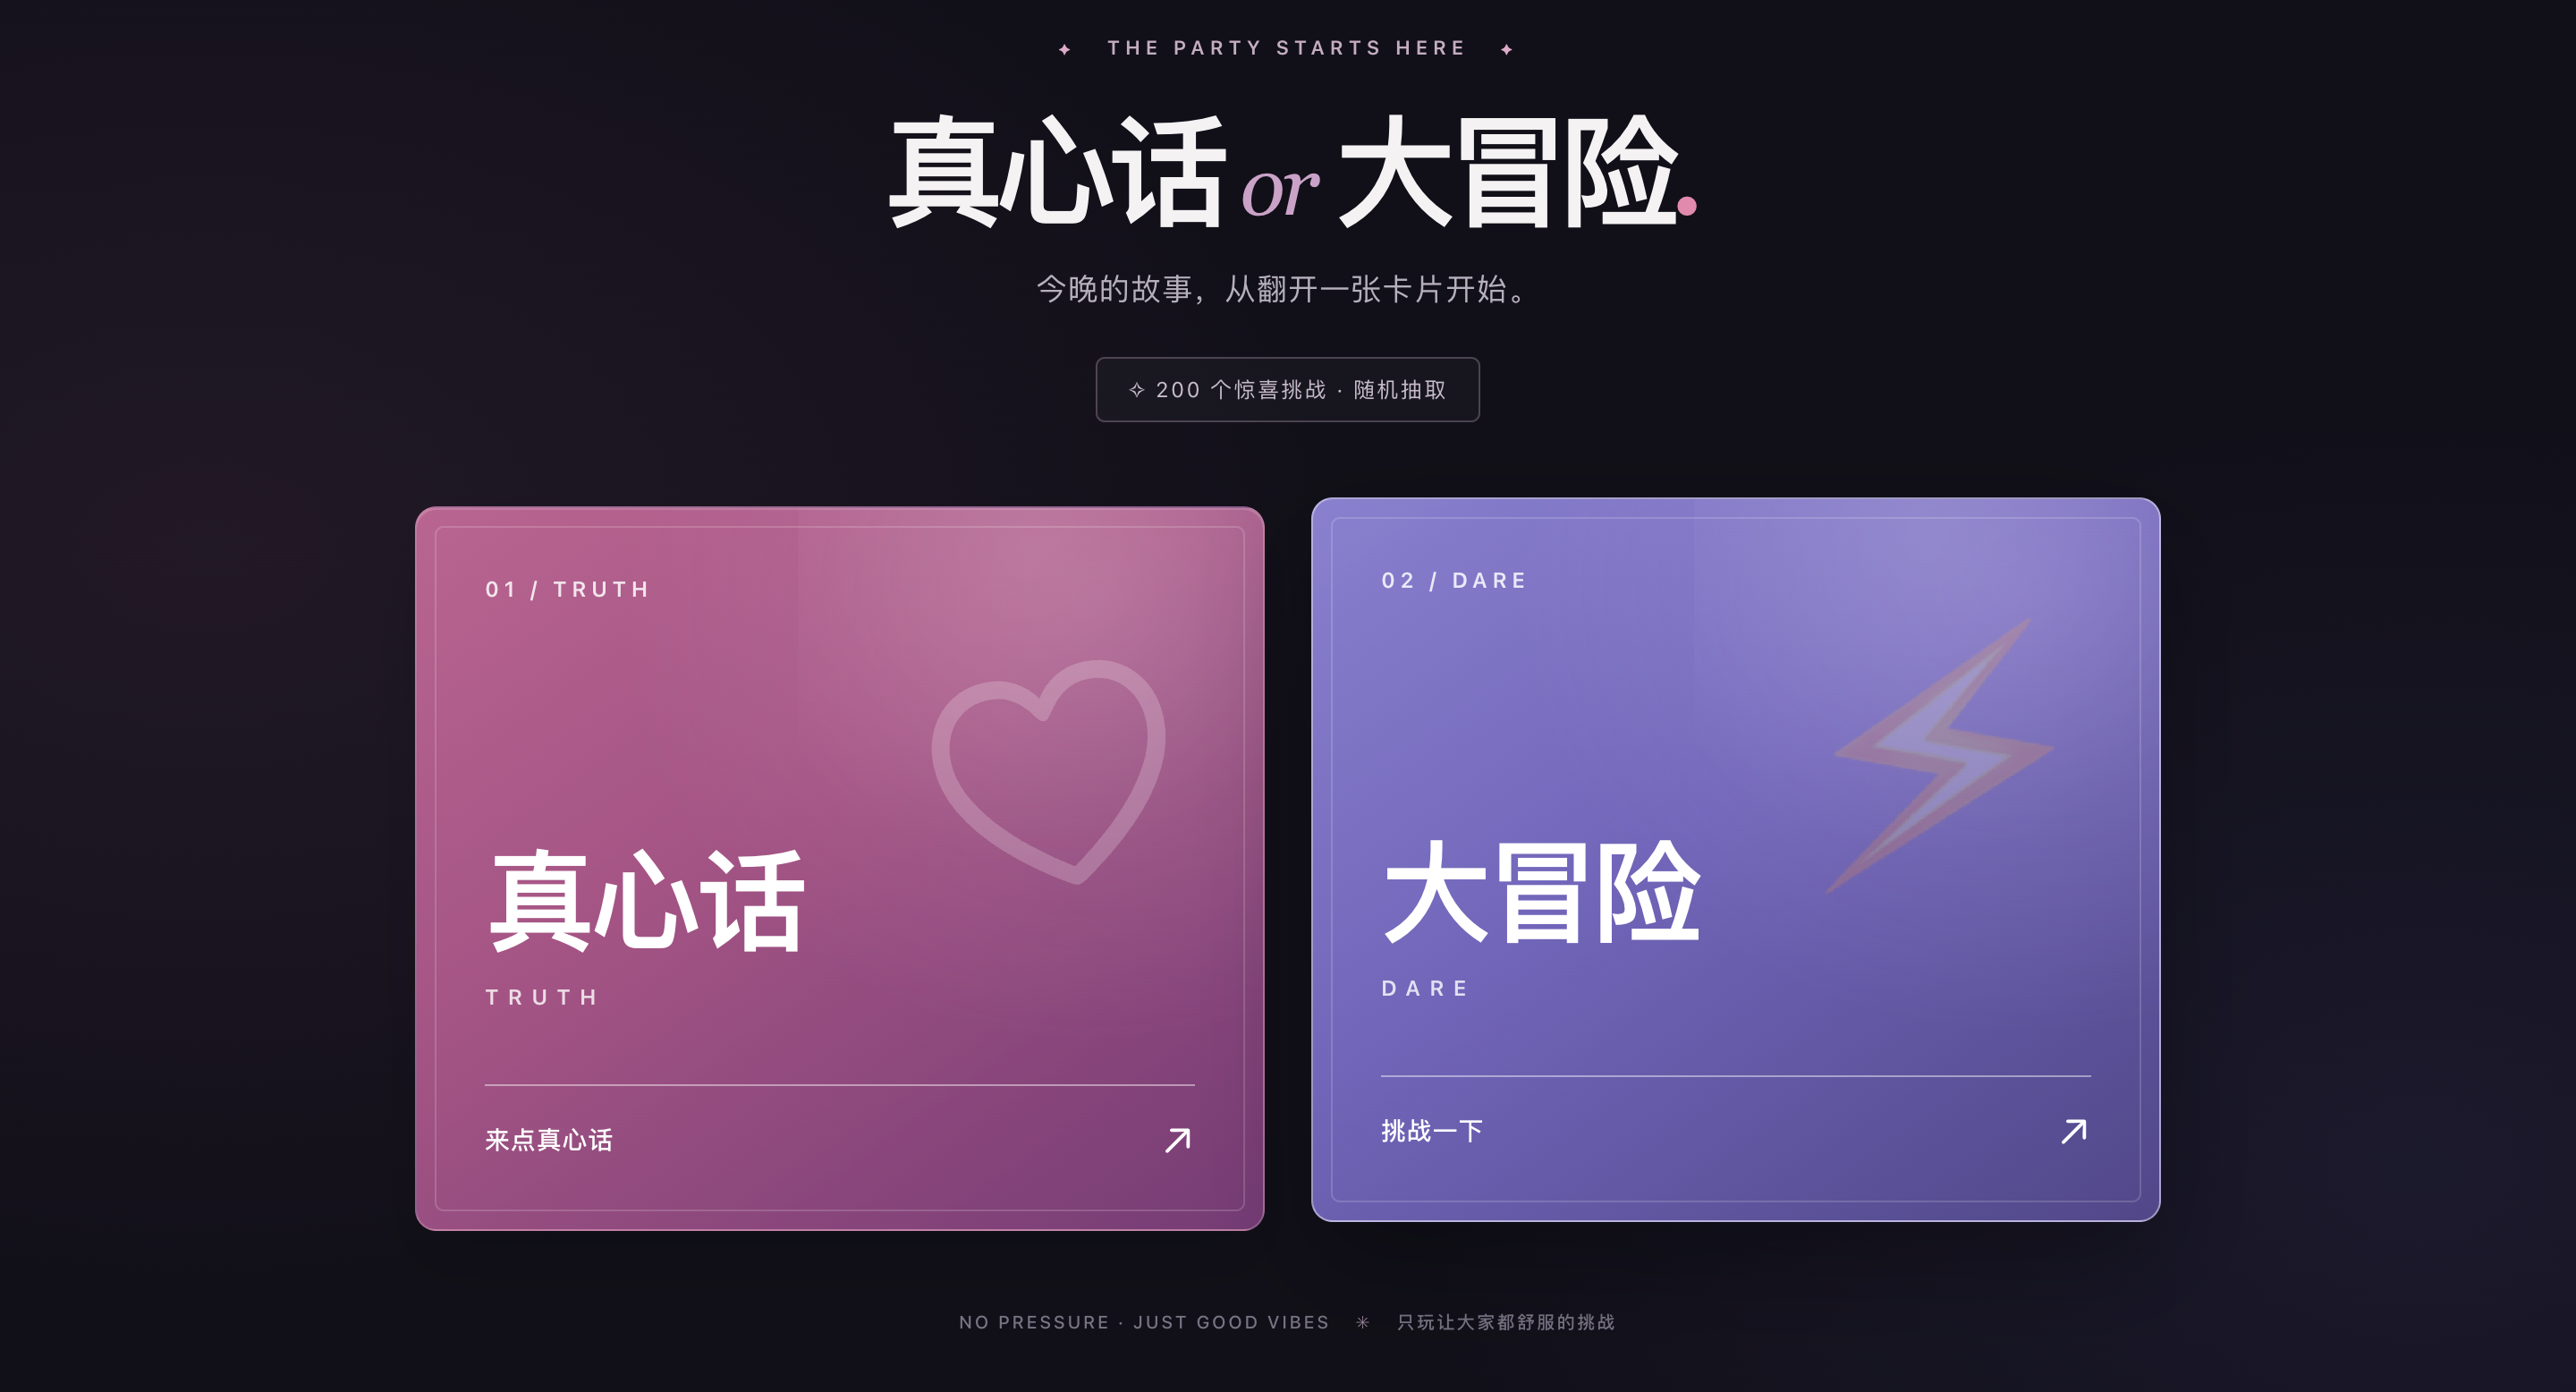 ✦ THE PARTY STARTS HERE ✦
真心话 or 大冒险.
今晚的故事，从翻开一张卡片开始。
✧ 200 个惊喜挑战 · 随机抽取
01 / TRUTH
真心话
TRUTH
来点真心话
02 / DARE
大冒险
DARE
挑战一下
NO PRESSURE · JUST GOOD VIBES ✳ 只玩让大家都舒服的挑战